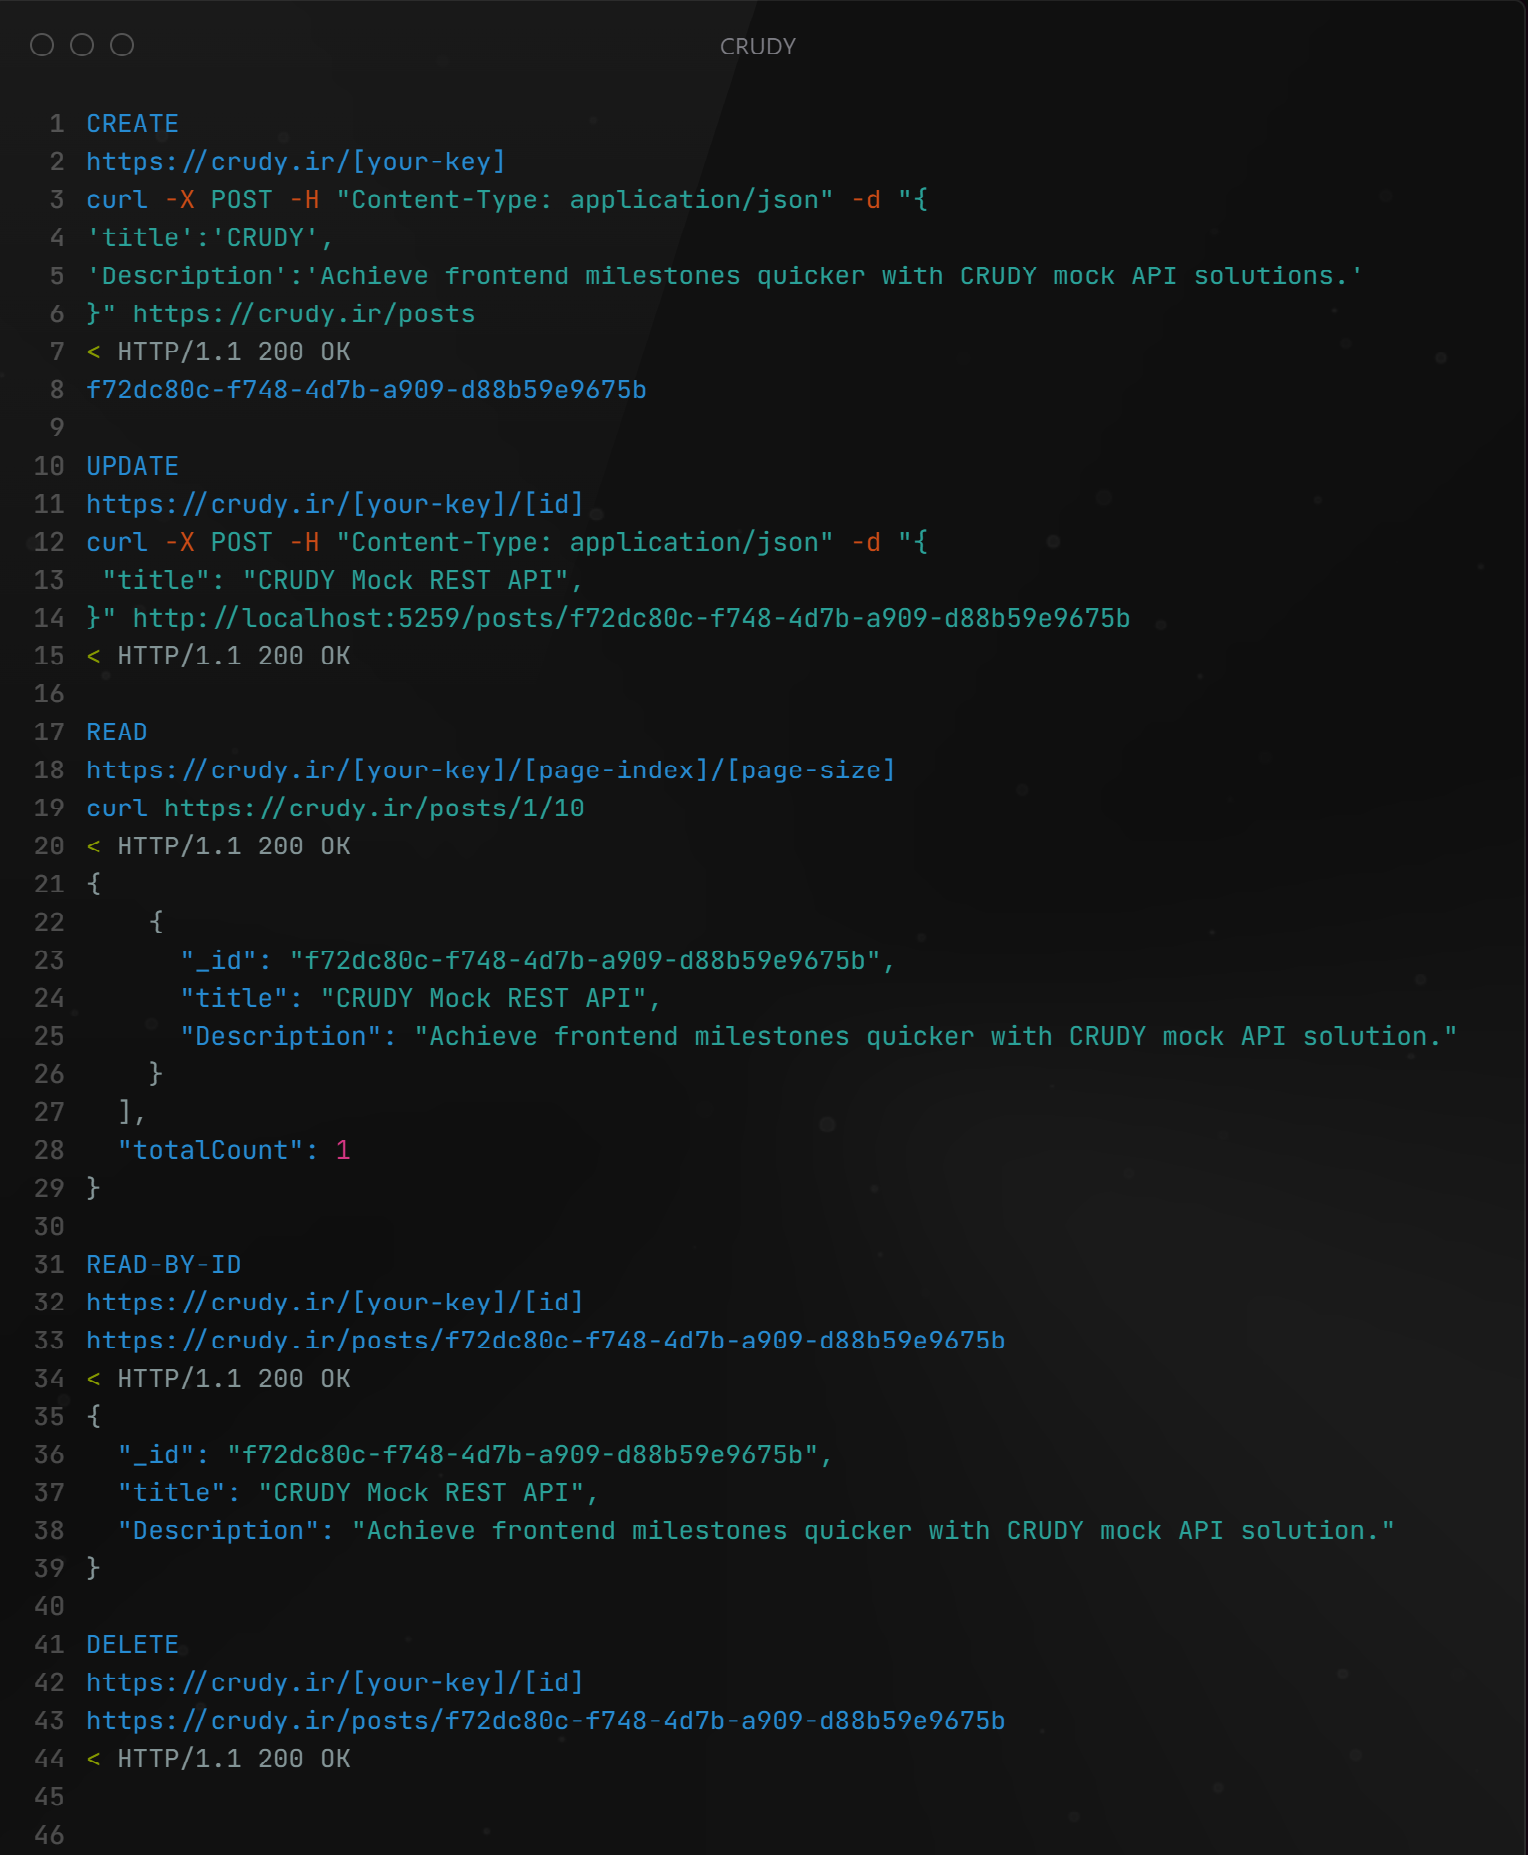 CRUDY
1 CREATE
2 https://crudy.ir/[your-key]
3 curl -X POST -H "Content-Type: application/json" -d "{
4 'title':'CRUDY',
5 'Description':'Achieve frontend milestones quicker with CRUDY mock API solutions.'
6 }" https://crudy.ir/posts
7 < HTTP/1.1 200 OK
8 f72dc80c-f748-4d7b-a909-d88b59e9675b
9
10 UPDATE
11 https://crudy.ir/[your-key]/[id]
12 curl -X POST -H "Content-Type: application/json" -d "{
13  "title": "CRUDY Mock REST API",
14 }" http://localhost:5259/posts/f72dc80c-f748-4d7b-a909-d88b59e9675b
15 < HTTP/1.1 200 OK
16
17 READ
18 https://crudy.ir/[your-key]/[page-index]/[page-size]
19 curl https://crudy.ir/posts/1/10
20 < HTTP/1.1 200 OK
21 {
22     {
23       "_id": "f72dc80c-f748-4d7b-a909-d88b59e9675b",
24       "title": "CRUDY Mock REST API",
25       "Description": "Achieve frontend milestones quicker with CRUDY mock API solution."
26     }
27   ],
28   "totalCount": 1
29 }
30
31 READ-BY-ID
32 https://crudy.ir/[your-key]/[id]
33 https://crudy.ir/posts/f72dc80c-f748-4d7b-a909-d88b59e9675b
34 < HTTP/1.1 200 OK
35 {
36   "_id": "f72dc80c-f748-4d7b-a909-d88b59e9675b",
37   "title": "CRUDY Mock REST API",
38   "Description": "Achieve frontend milestones quicker with CRUDY mock API solution."
39 }
40
41 DELETE
42 https://crudy.ir/[your-key]/[id]
43 https://crudy.ir/posts/f72dc80c-f748-4d7b-a909-d88b59e9675b
44 < HTTP/1.1 200 OK
45
46